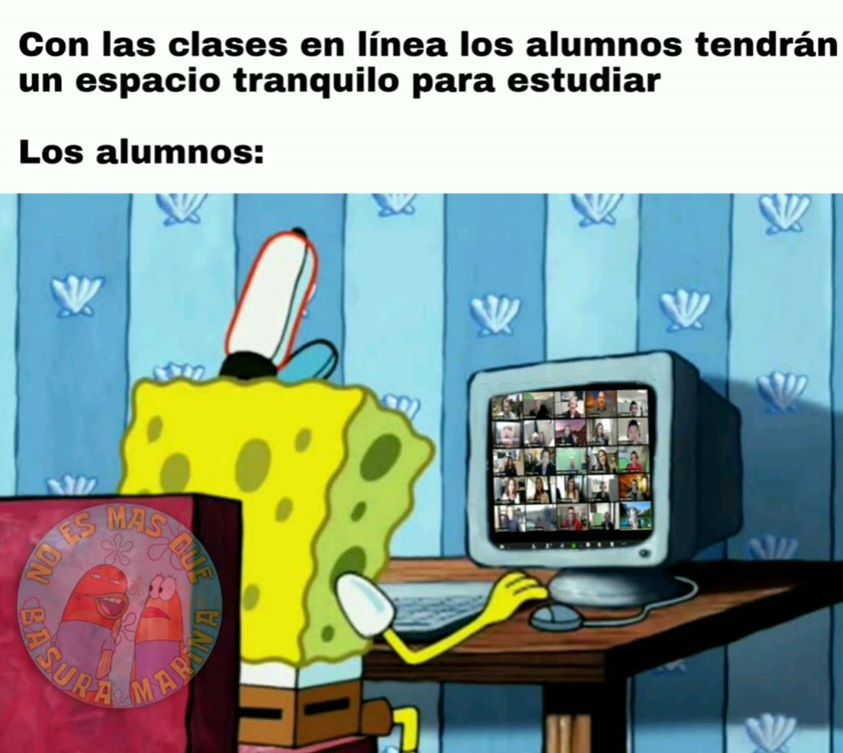 Con las clases en línea los alumnos tendrán
un espacio tranquilo para estudiar
Los alumnos:
NO ES MAS QUE
BASURA MARINA